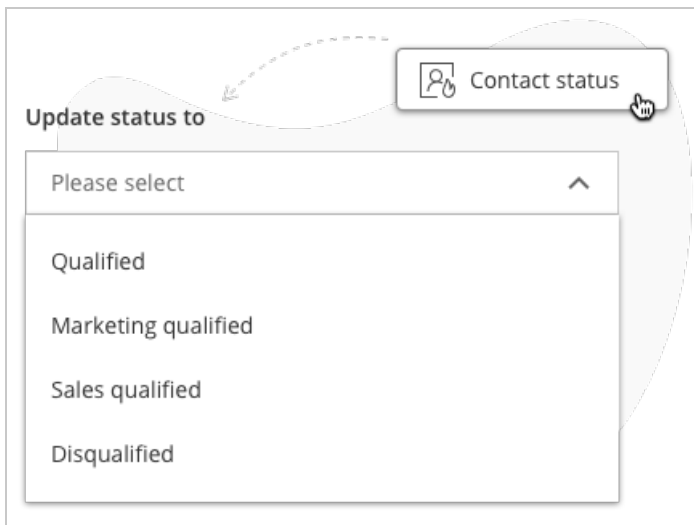 Contact status
Update status to
Please select
Qualified
Marketing qualified
Sales qualified
Disqualified